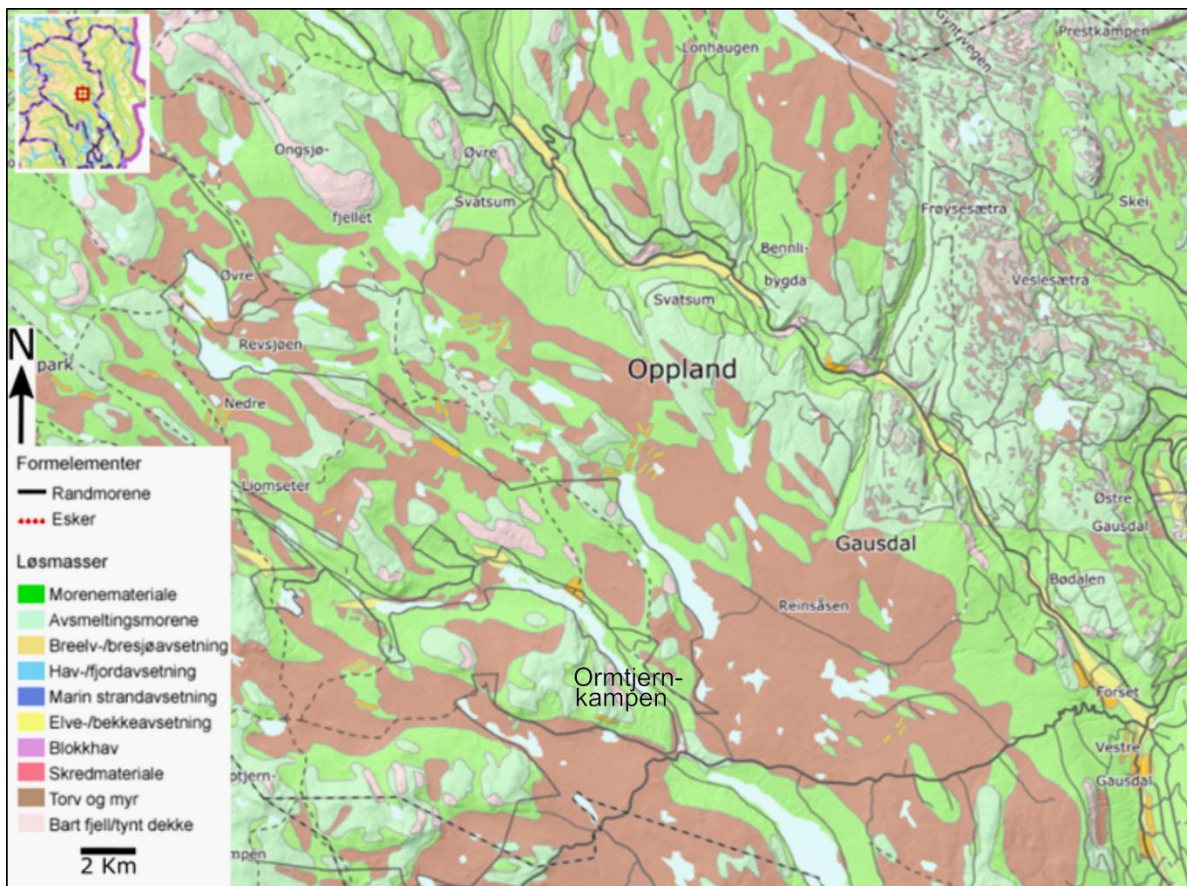 Lonhaugen
Gynt/vegen
Prestkampen
Ongsjø-
fjellet
Øvre
Svatsum
Frøysesætra
Skei
Bennli-
bygda
Øvre
Svatsum
Veslesætra
Revsjøen
N
park
Oppland
Nedre
Formelementer
Randmorene
Esker
Liomseter
Østre
Gausdal
Gausdal
Løsmasser
Morenemateriale
Avsmeltingsmorene
Breelv-/bresjøavsetning
Hav-/fjordavsetning
Marin strandavsetning
Elve-/bekkeavsetning
Blokkhav
Skredmateriale
Torv og myr
Bart fjell/tynt dekke
2 Km
Bødalen
Reinsåsen
Ormtjern-
kampen
Forset
Vestre
Gausdal